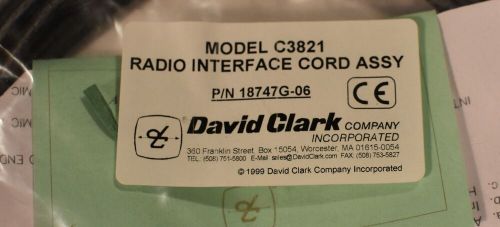 MODEL C3821
RADIO INTERFACE CORD ASSY
P/N 18747G-06
CE
David Clark COMPANY
INCORPORATED
360 Franklin Street, Box 15054, Worcester, MA 01615-0054
TEL: (508) 751-5800 E-Mail sales@DavidClark.com FAX: (508) 753-5827
© 1999 David Clark Company Incorporated